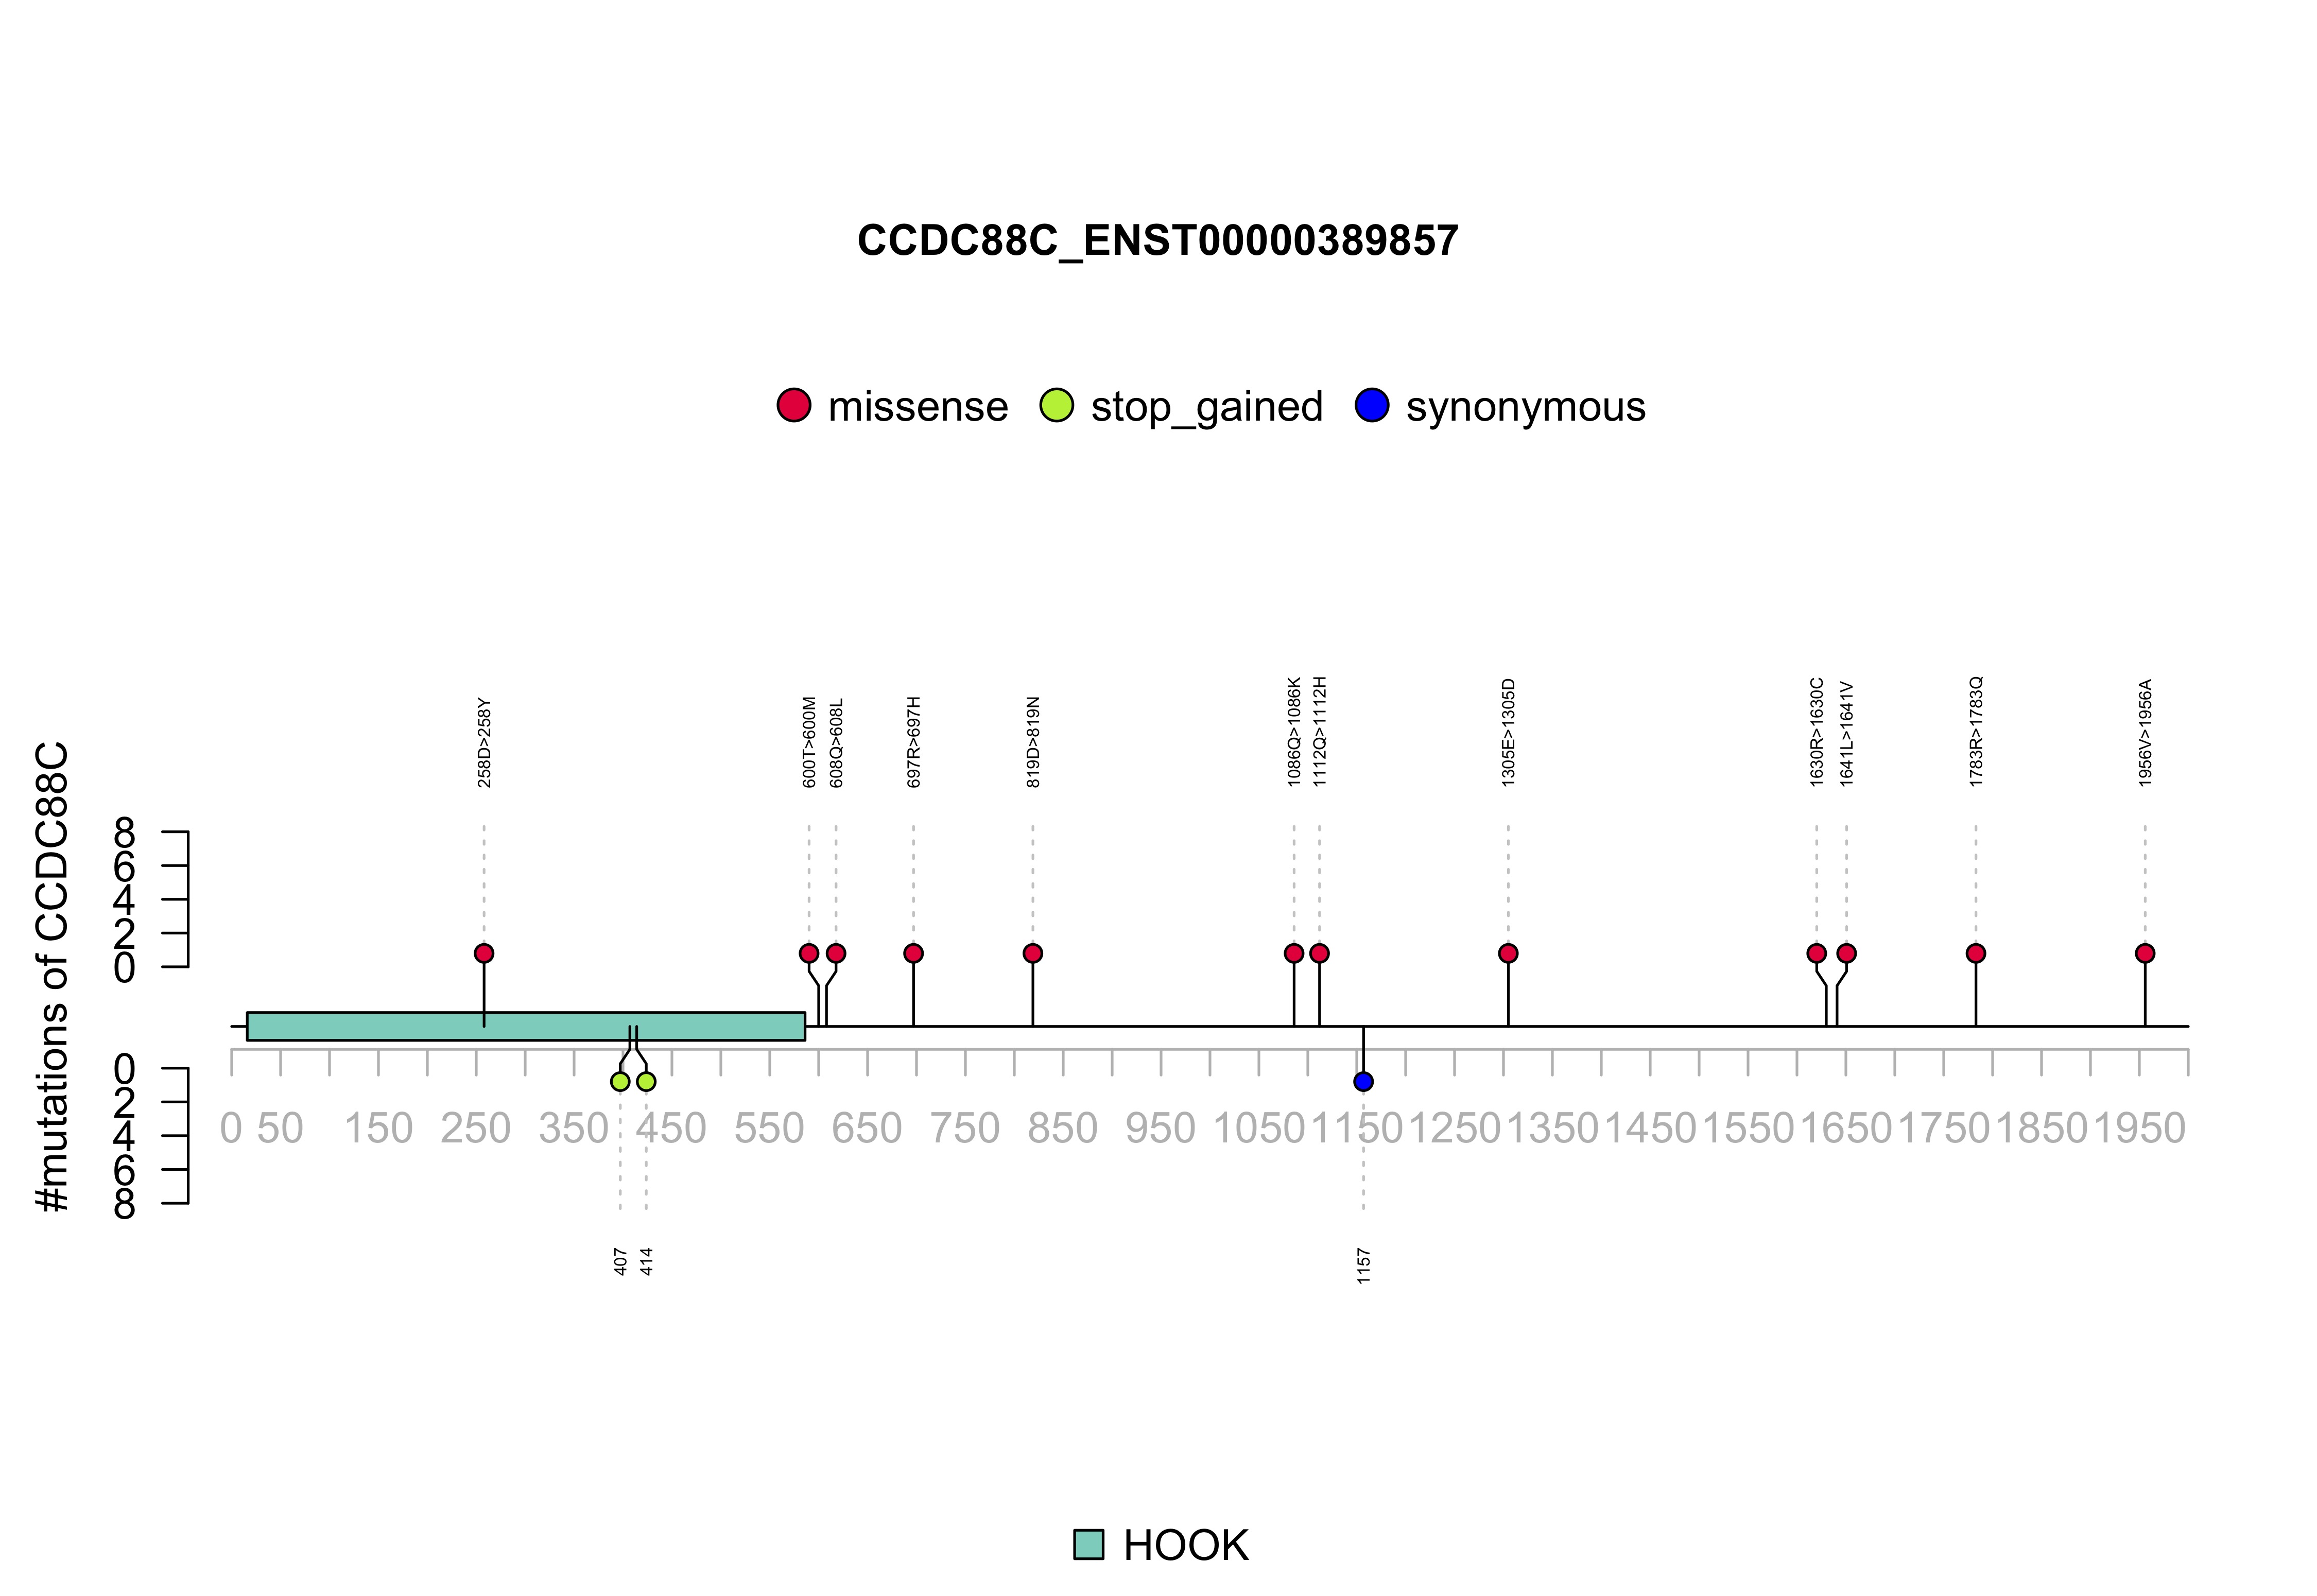 CCDC88C_ENST00000389857
missense stop_gained synonymous
258D>258Y
600T>600M
608Q>608L
697R>697H
819D>819N
1086Q>1086K
1112Q>1112H
1305E>1305D
1630R>1630C
1641L>1641V
1783R>1783Q
1956V>1956A
#mutations of CCDC88C
8
6
4
2
0
0
2
4
6
8
0 50 150 250 350 450 550 650 750 850 950 1050 1150 1250 1350 1450 1550 1650 1750 1850 1950
407
414
1157
HOOK